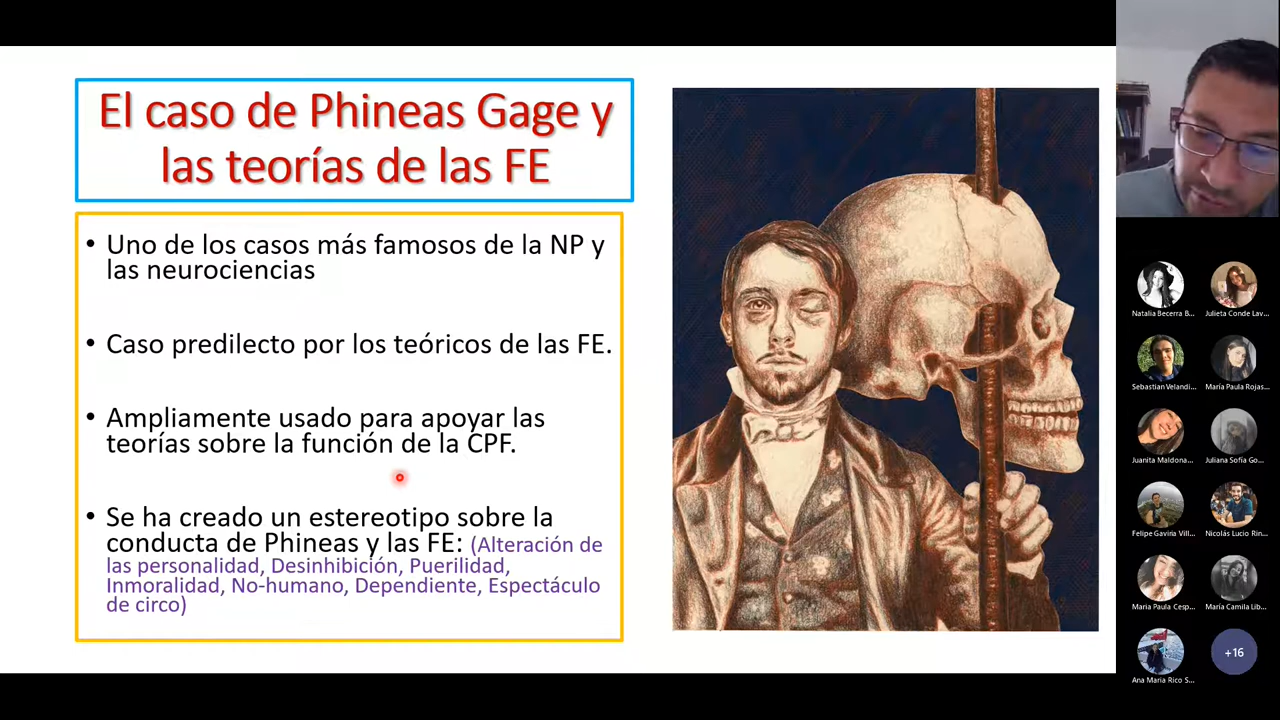 El caso de Phineas Gage y
las teorías de las FE
• Uno de los casos más famosos de la NP y
las neurociencias
• Caso predilecto por los teóricos de las FE.
• Ampliamente usado para apoyar las
teorías sobre la función de la CPF.
• Se ha creado un estereotipo sobre la
conducta de Phineas y las FE: (Alteración de
las personalidad, Desinhibición, Puerilidad,
Inmoralidad, No-humano, Dependiente, Espectáculo
de circo)
Natalia Becerra B...
Julieta Conde Lav...
Sebastian Velandi...
María Paula Rojas...
Juanita Maldona...
Juliana Sofía Go...
Felipe Gaviria Vill...
Nicolás Lucio Rin...
Maria Paula Cesp...
María Camila Lib...
Ana Maria Rico S...
+16